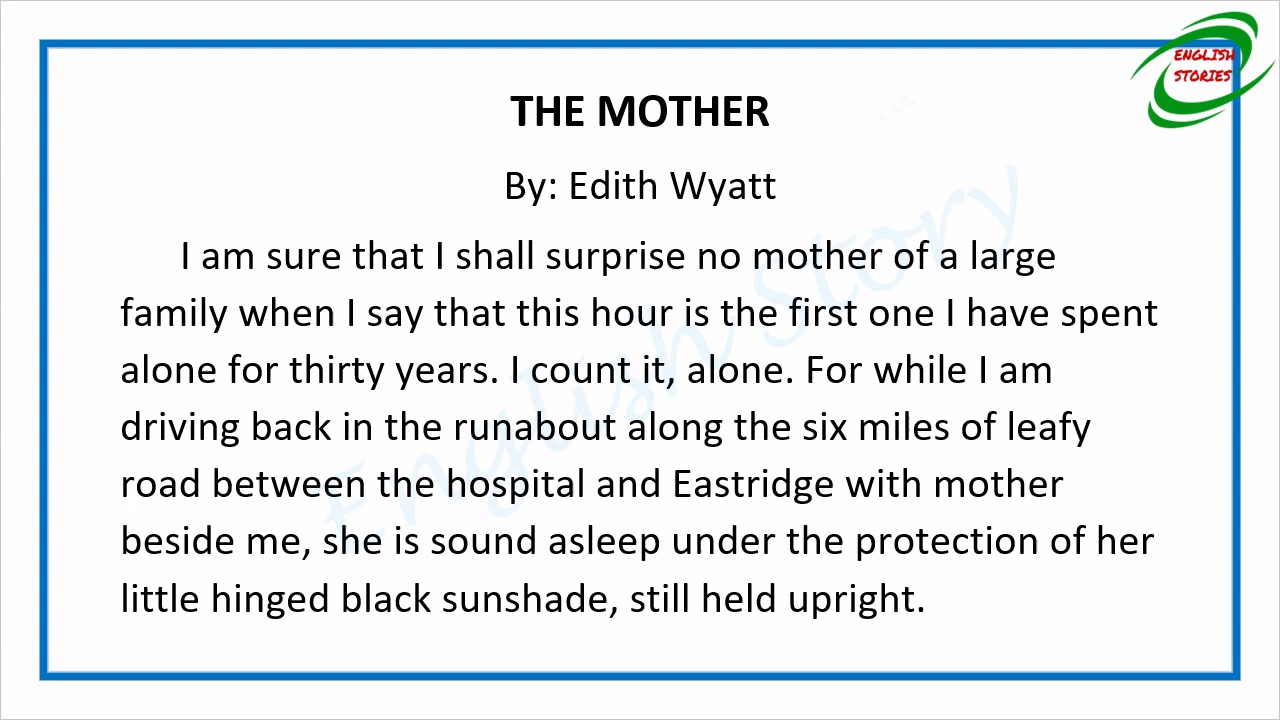 ENGLISH
STORIES
THE MOTHER
By: Edith Wyatt
I am sure that I shall surprise no mother of a large
family when I say that this hour is the first one I have spent
alone for thirty years. I count it, alone. For while I am
driving back in the runabout along the six miles of leafy
road between the hospital and Eastridge with mother
beside me, she is sound asleep under the protection of her
little hinged black sunshade, still held upright.
English Story